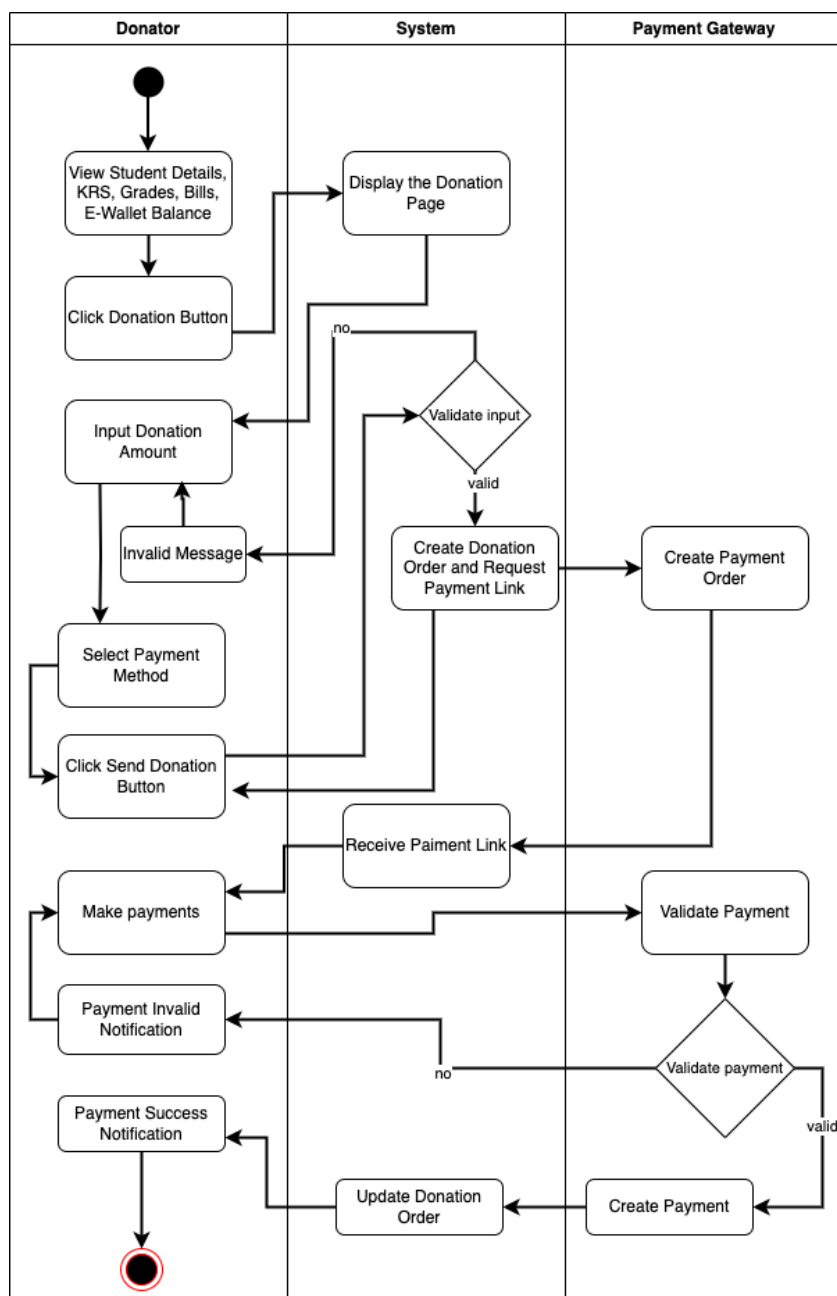 Donator
System
Payment Gateway
View Student Details,
KRS, Grades, Bills,
E-Wallet Balance
Display the Donation
Page
Click Donation Button
no
Validate input
Input Donation
Amount
valid
Invalid Message
Create Donation
Order and Request
Payment Link
Create Payment
Order
Select Payment
Method
Click Send Donation
Button
Receive Paiment Link
Make payments
Validate Payment
Payment Invalid
Notification
Validate payment
no
valid
Payment Success
Notification
Update Donation
Order
Create Payment